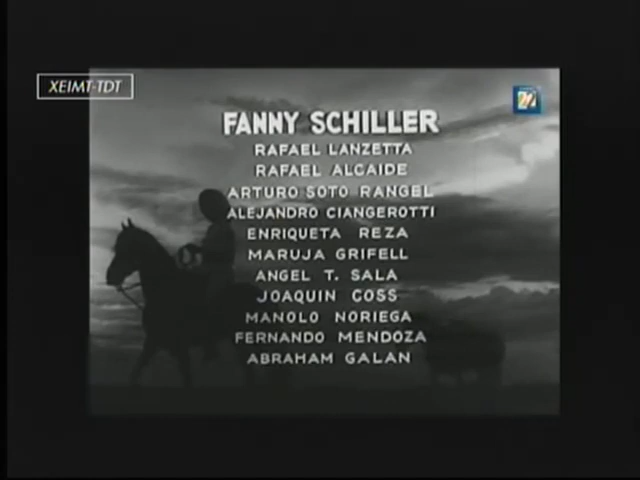 XEIMT-TDT
22
FANNY SCHILLER
RAFAEL LANZETTA
RAFAEL ALCAIDE
ARTURO SOTO RANGEL
ALEJANDRO CIANGEROTTI
ENRIQUETA REZA
MARUJA GRIFELL
ANGEL T. SALA
JOAQUIN COSS
MANOLO NORIEGA
FERNANDO MENDOZA
ABRAHAM GALAN